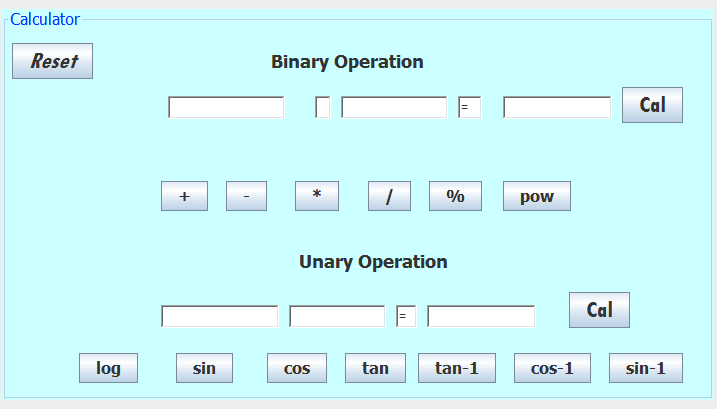 Calculator
Reset
Binary Operation
= Cal
+ - * / % pow
Unary Operation
= Cal
log sin cos tan tan-1 cos-1 sin-1